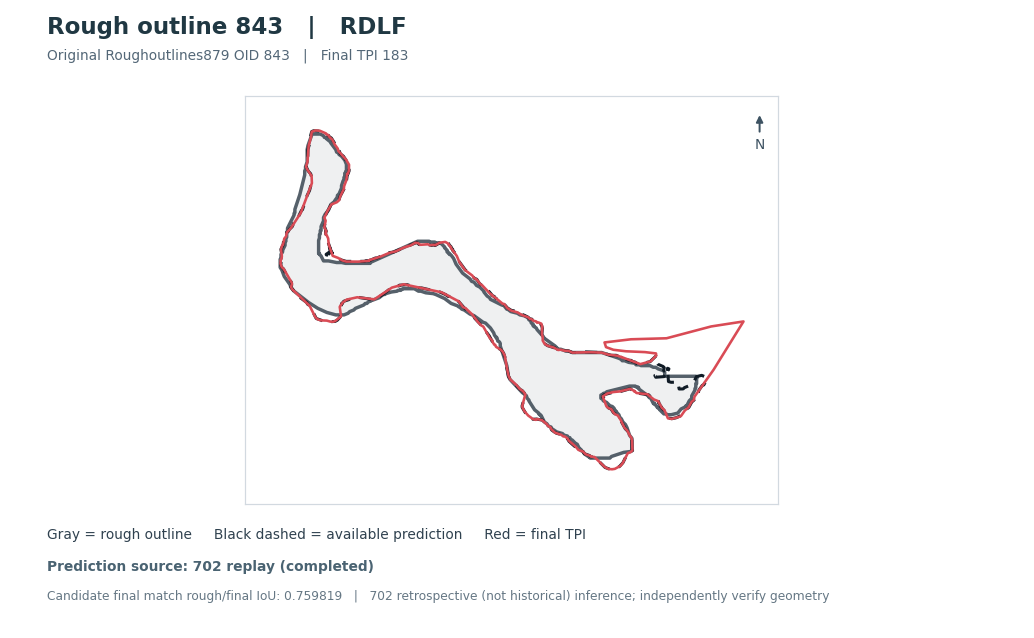 Rough outline 843   |   RDLF
Original Roughoutlines879 OID 843   |   Final TPI 183
N
Gray = rough outline     Black dashed = available prediction     Red = final TPI
Prediction source: 702 replay (completed)
Candidate final match rough/final IoU: 0.759819   |   702 retrospective (not historical) inference; independently verify geometry